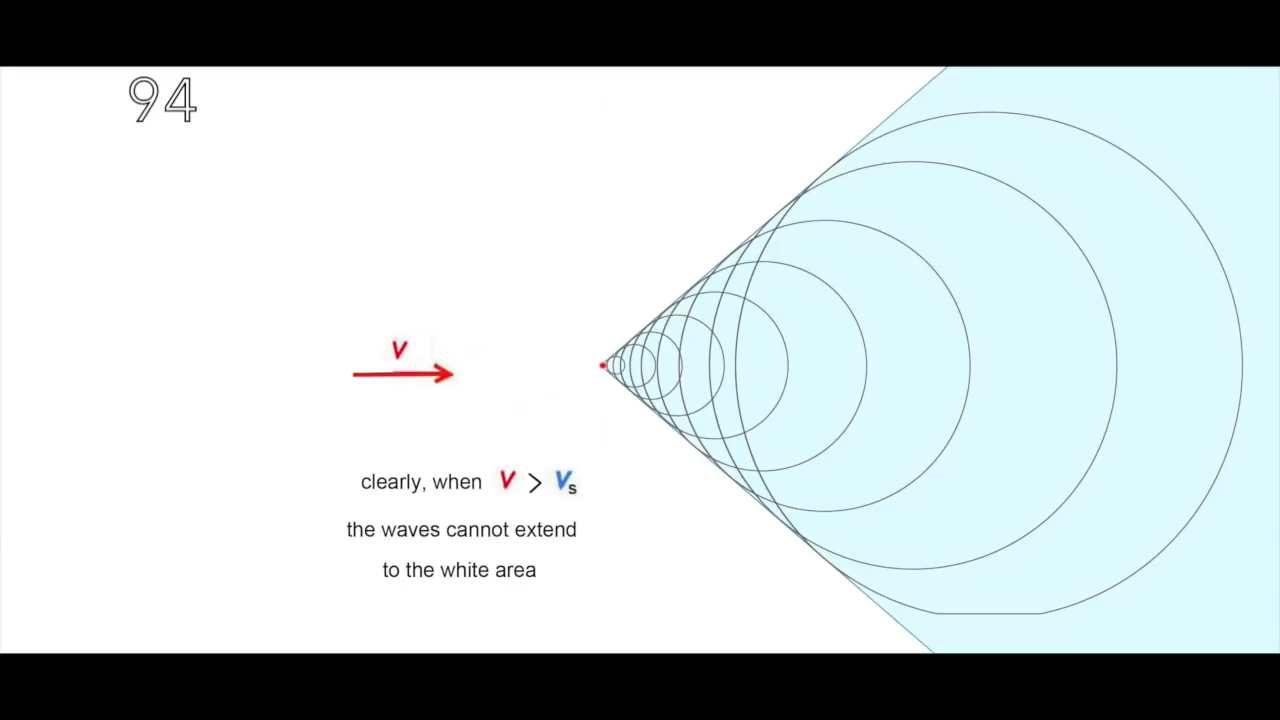 94
v
clearly, when v > vs
the waves cannot extend
to the white area